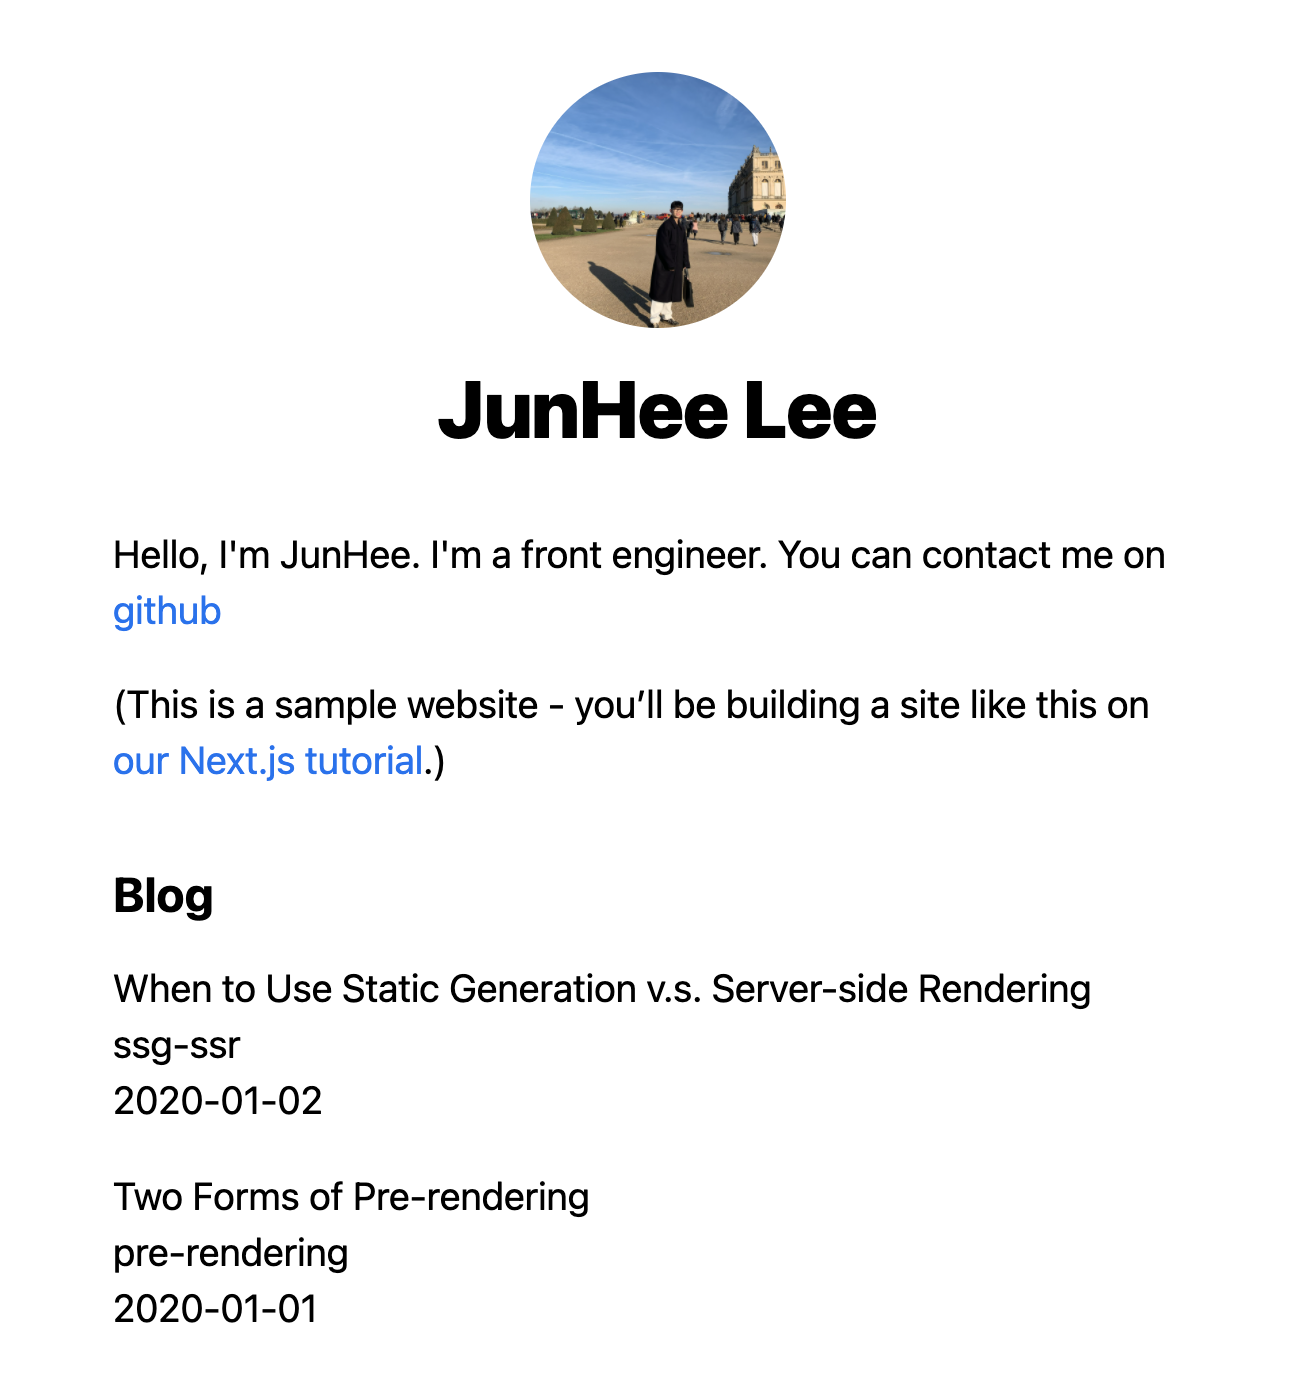 JunHee Lee
Hello, I'm JunHee. I'm a front engineer. You can contact me on
github
(This is a sample website - you’ll be building a site like this on
our Next.js tutorial.)
Blog
When to Use Static Generation v.s. Server-side Rendering
ssg-ssr
2020-01-02
Two Forms of Pre-rendering
pre-rendering
2020-01-01